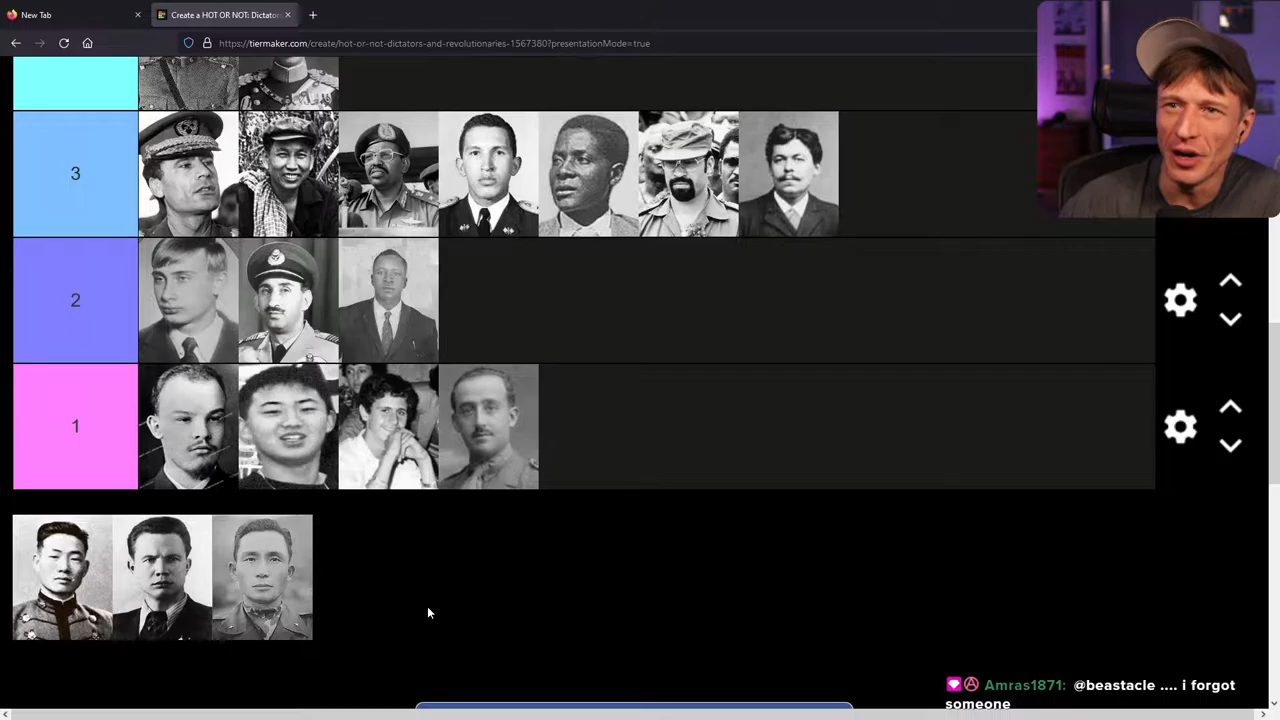 New Tab
Create a HOT OR NOT: Dictator
https://tiermaker.com/create/hot-or-not-dictators-and-revolutionaries-1567380?presentationMode=true
3
2
1
Amras1871: @beastacle .... i forgot
someone